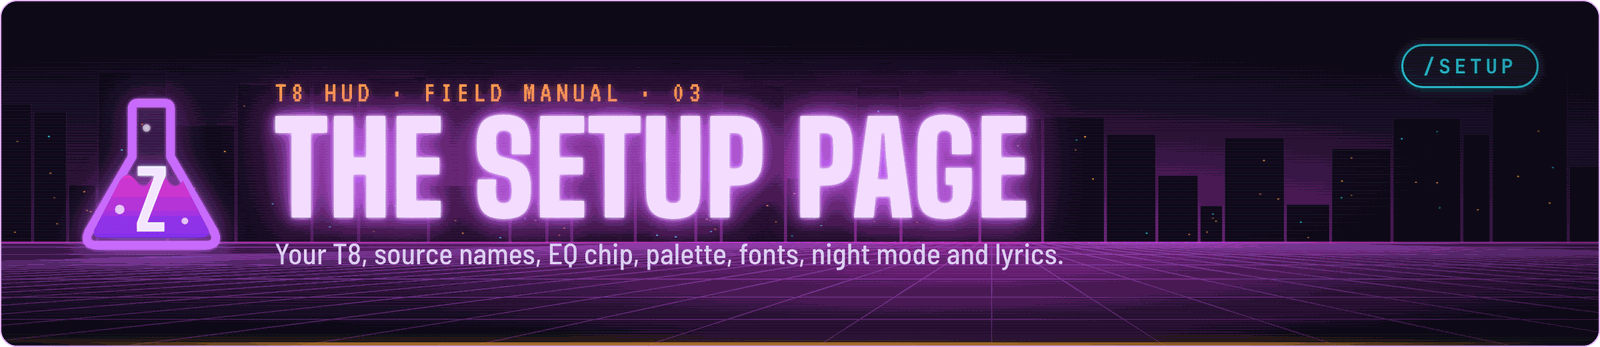 T8 HUD · FIELD MANUAL · 03
THE SETUP PAGE
Your T8, source names, EQ chip, palette, fonts, night mode and lyrics.
/SETUP
Z